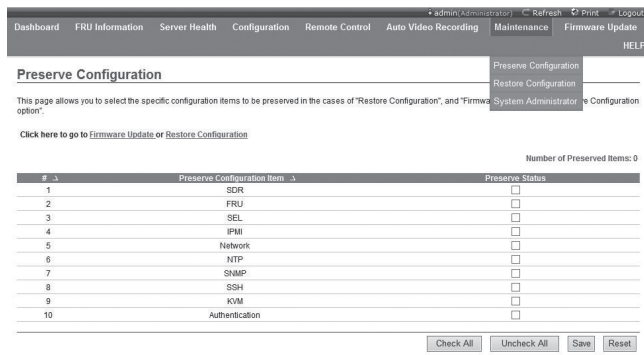 admin(Administrator) Refresh Print Logout
Dashboard FRU Information Server Health Configuration Remote Control Auto Video Recording Maintenance Firmware Update
HELP
Preserve Configuration
Restore Configuration
System Administrator
Preserve Configuration
This page allows you to select the specific configuration items to be preserved in the cases of "Restore Configuration", and "Firmwa e Configuration
option".
Click here to go to Firmware Update or Restore Configuration
Number of Preserved Items: 0
# Preserve Configuration Item Preserve Status
1 SDR
2 FRU
3 SEL
4 IPMI
5 Network
6 NTP
7 SNMP
8 SSH
9 KVM
10 Authentication
Check All Uncheck All Save Reset